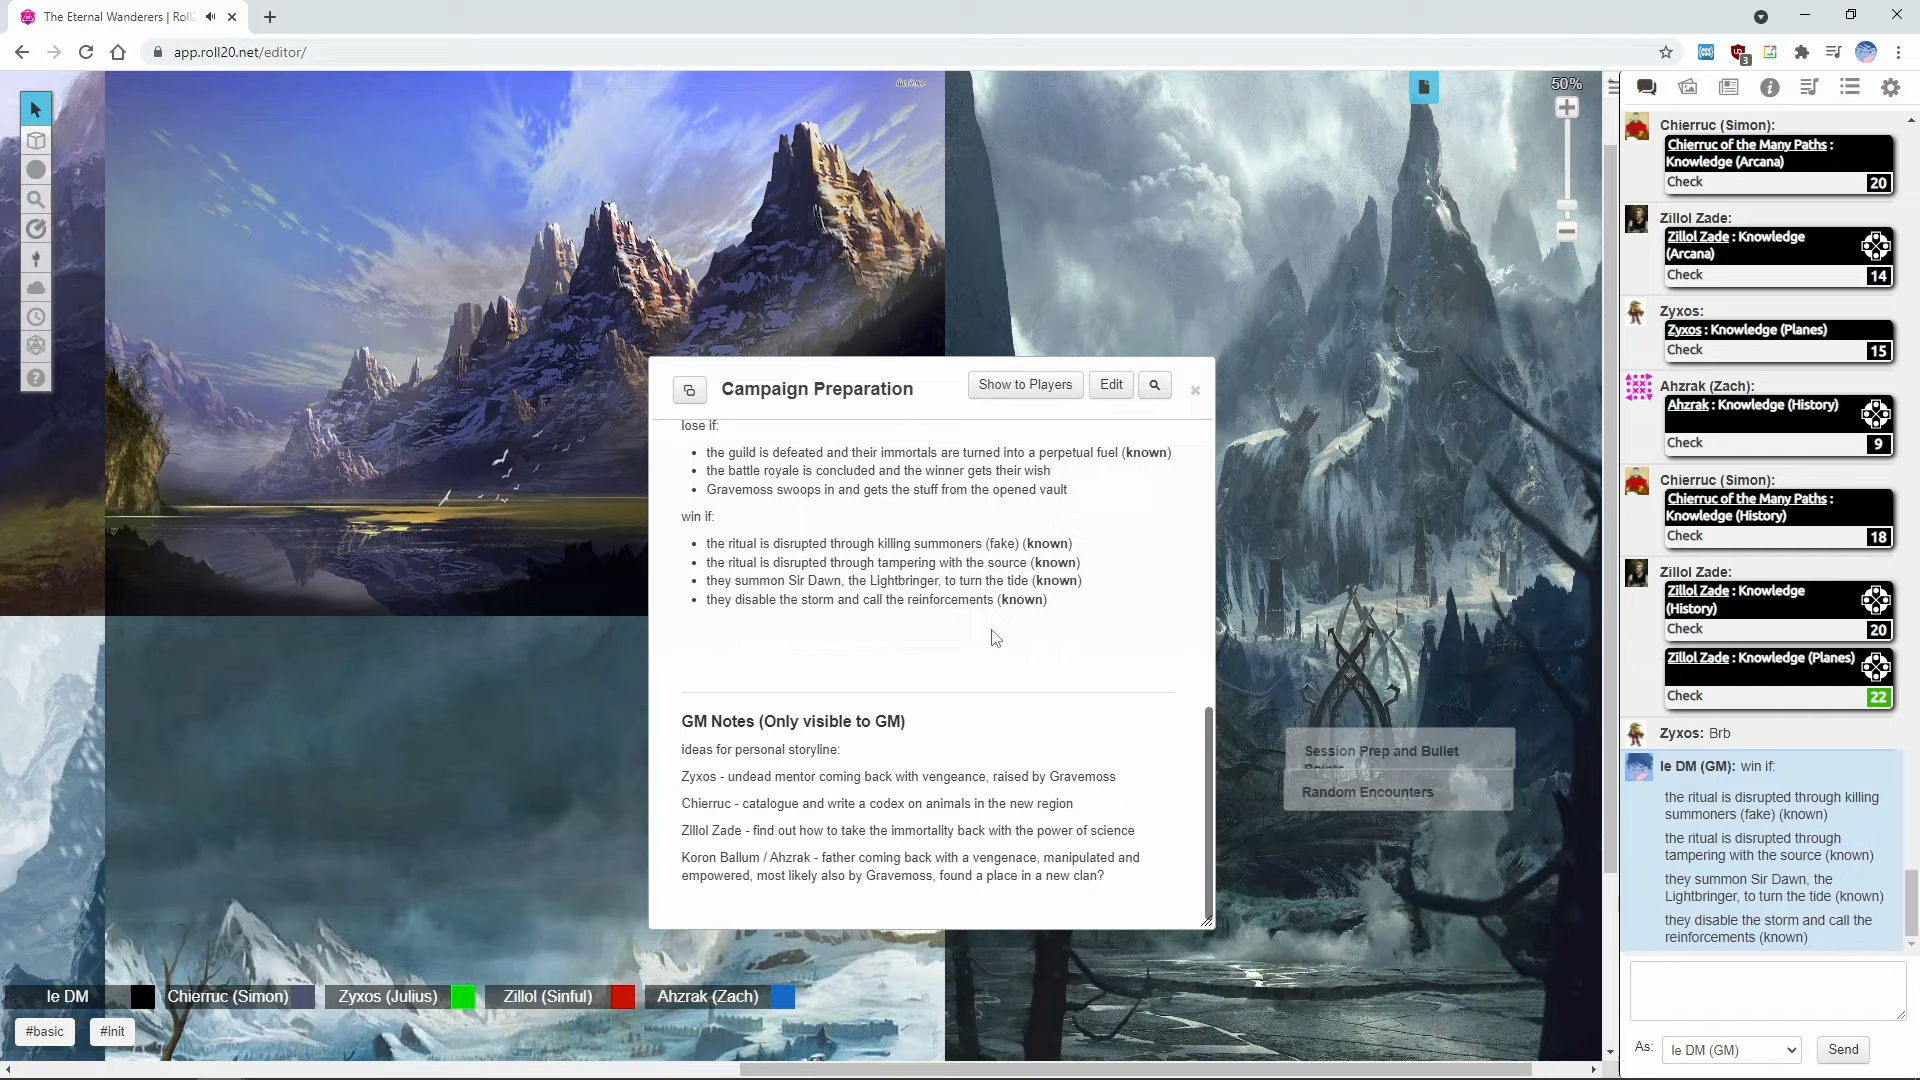 The Eternal Wanderers | Roll
app.roll20.net/editor/
3
50%
Campaign Preparation
Show to Players
Edit
lose if:
the guild is defeated and their immortals are turned into a perpetual fuel (known)
the battle royale is concluded and the winner gets their wish
Gravemoss swoops in and gets the stuff from the opened vault
win if:
the ritual is disrupted through killing summoners (fake) (known)
the ritual is disrupted through tampering with the source (known)
they summon Sir Dawn, the Lightbringer, to turn the tide (known)
they disable the storm and call the reinforcements (known)
GM Notes (Only visible to GM)
ideas for personal storyline:
Zyxos - undead mentor coming back with vengeance, raised by Gravemoss
Chierruc - catalogue and write a codex on animals in the new region
Zillol Zade - find out how to take the immortality back with the power of science
Koron Ballum / Ahzrak - father coming back with a vengenace, manipulated and
empowered, most likely also by Gravemoss, found a place in a new clan?
Session Prep and Bullet
Points
Random Encounters
le DM
Chierruc (Simon)
Zyxos (Julius)
Zillol (Sinful)
Ahzrak (Zach)
#basic
#init
Chierruc (Simon):
Chierruc of the Many Paths :
Knowledge (Arcana)
Check 20
Zillol Zade:
Zillol Zade : Knowledge
(Arcana)
Check 14
Zyxos:
Zyxos : Knowledge (Planes)
Check 15
Ahzrak (Zach):
Ahzrak : Knowledge (History)
Check 9
Chierruc (Simon):
Chierruc of the Many Paths :
Knowledge (History)
Check 18
Zillol Zade:
Zillol Zade : Knowledge
(History)
Check 20
Zillol Zade : Knowledge (Planes)
Check 22
Zyxos: Brb
le DM (GM): win if:
the ritual is disrupted through killing
summoners (fake) (known)
the ritual is disrupted through
tampering with the source (known)
they summon Sir Dawn, the
Lightbringer, to turn the tide (known)
they disable the storm and call the
reinforcements (known)
As:
le DM (GM)
Send